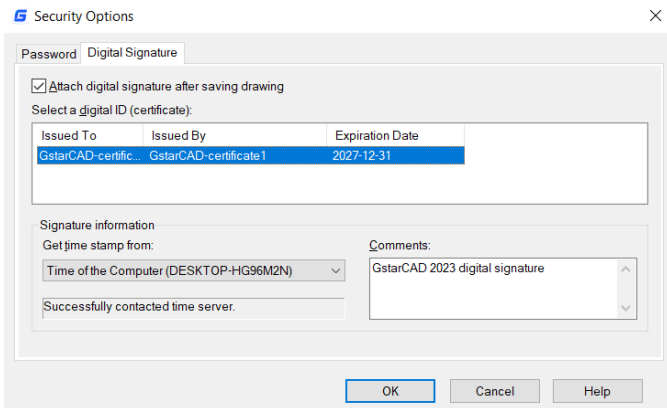 Security Options
Password Digital Signature
Attach digital signature after saving drawing
Select a digital ID (certificate):
Issued To Issued By Expiration Date
GstarCAD-certific... GstarCAD-certificate1 2027-12-31
Signature information
Get time stamp from:
Time of the Computer (DESKTOP-HG96M2N)
Successfully contacted time server.
Comments:
GstarCAD 2023 digital signature
OK Cancel Help